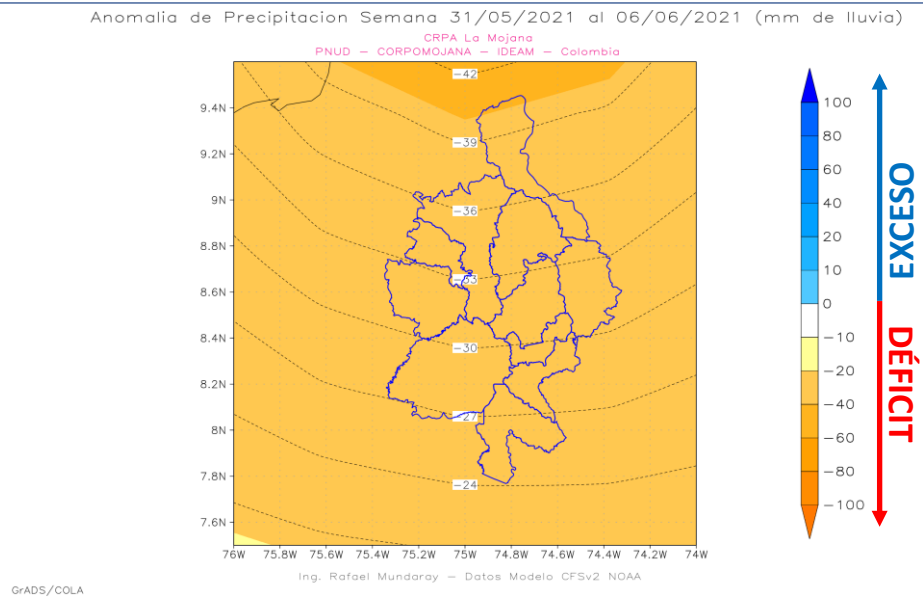 Anomalia de Precipitacion Semana 31/05/2021 al 06/06/2021 (mm de lluvia)
CRPA La Mojana
PNUD – CORPOMOJANA – IDEAM – Colombia
9.4N
9.2N
9N
8.8N
8.6N
8.4N
8.2N
8N
7.8N
7.6N
-42
-39
-36
-33
-30
-27
-24
76W 75.8W 75.6W 75.4W 75.2W 75W 74.8W 74.6W 74.4W 74.2W 74W
100
80
60
40
20
10
0
-10
-20
-40
-60
-80
-100
EXCESO
DÉFICIT
Ing. Rafael Mundaray – Datos Modelo CFSv2 NOAA
GrADS/COLA